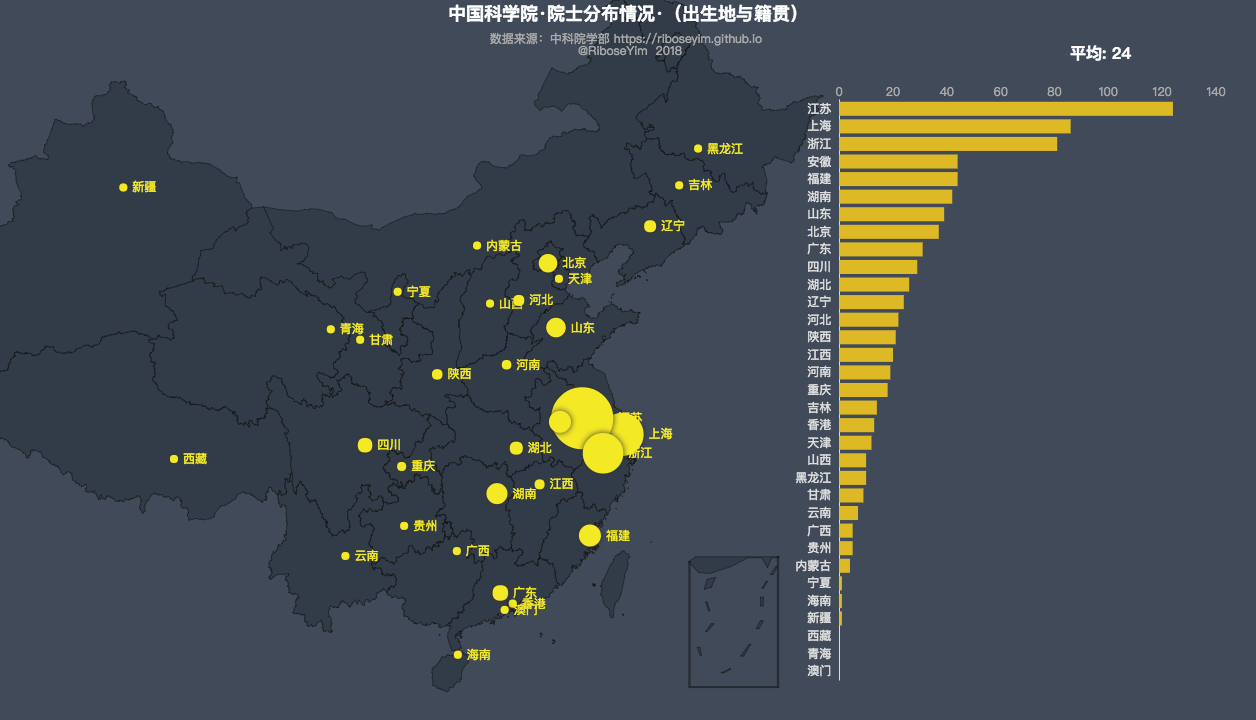 中国科学院·院士分布情况·（出生地与籍贯）
数据来源：中科院学部 https://riboseyim.github.io
@RiboseYim 2018
平均: 24
0 20 40 60 80 100 120 140
江苏
上海
浙江
安徽
福建
湖南
山东
北京
广东
四川
湖北
辽宁
河北
陕西
江西
河南
重庆
吉林
香港
天津
山西
黑龙江
甘肃
云南
广西
贵州
内蒙古
宁夏
海南
新疆
西藏
青海
澳门
黑龙江
吉林
新疆
辽宁
内蒙古
北京
天津
宁夏
山西
河北
青海
山东
甘肃
河南
陕西
江苏
上海
四川
湖北
浙江
西藏
重庆
江西
湖南
贵州
福建
广西
云南
广东
香港
澳门
海南